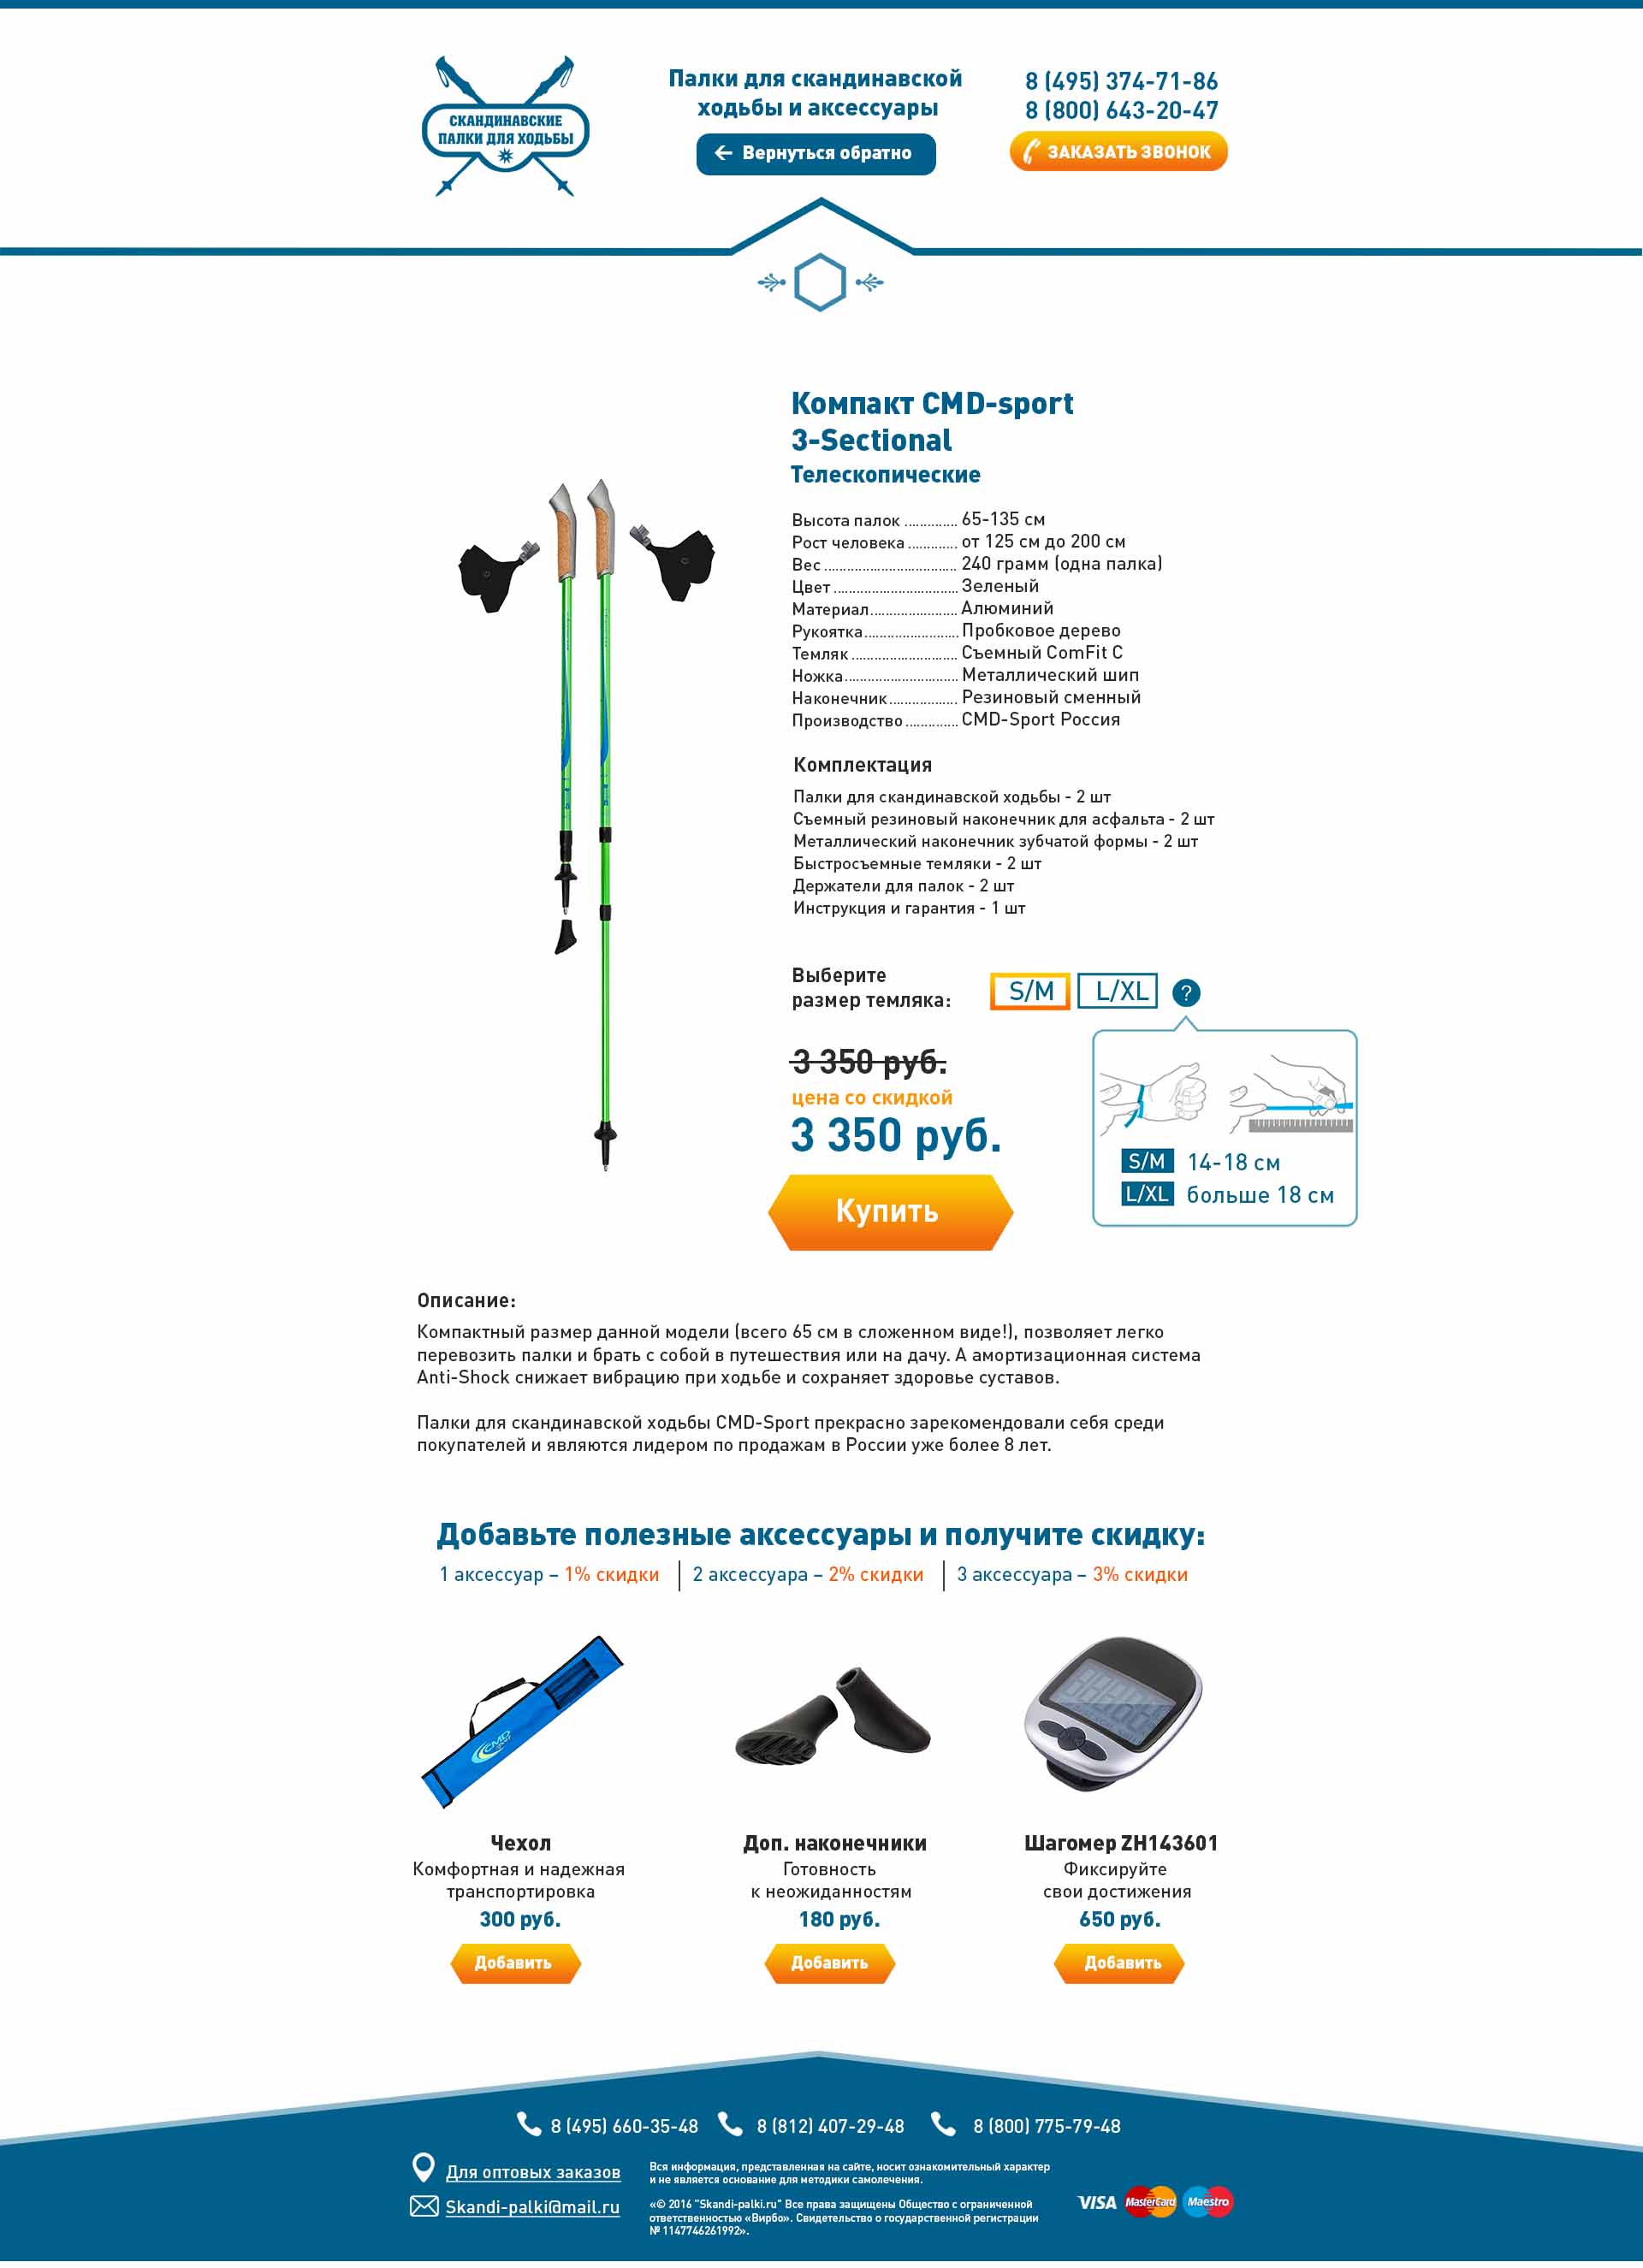 СКАНДИНАВСКИЕ
ПАЛКИ ДЛЯ ХОДЬБЫ
Палки для скандинавской
ходьбы и аксессуары
← Вернуться обратно
8 (495) 374-71-86
8 (800) 643-20-47
ЗАКАЗАТЬ ЗВОНОК
Компакт CMD-sport
3-Sectional
Телескопические
Высота палок .............. 65-135 см
Рост человека ............. от 125 см до 200 см
Вес ................................... 240 грамм (одна палка)
Цвет ................................. Зеленый
Материал....................... Алюминий
Рукоятка......................... Пробковое дерево
Темляк ............................ Съемный ComFit C
Ножка.............................. Металлический шип
Наконечник.................. Резиновый сменный
Производство .............. CMD-Sport Россия
Комплектация
Палки для скандинавской ходьбы - 2 шт
Съемный резиновый наконечник для асфальта - 2 шт
Металлический наконечник зубчатой формы - 2 шт
Быстросъемные темляки - 2 шт
Держатели для палок - 2 шт
Инструкция и гарантия - 1 шт
Выберите
размер темляка:
S/M L/XL ?
3 350 руб.
цена со скидкой
3 350 руб.
Купить
S/M 14-18 см
L/XL больше 18 см
Описание:
Компактный размер данной модели (всего 65 см в сложенном виде!), позволяет легко
перевозить палки и брать с собой в путешествия или на дачу. А амортизационная система
Anti-Shock снижает вибрацию при ходьбе и сохраняет здоровье суставов.
Палки для скандинавской ходьбы CMD-Sport прекрасно зарекомендовали себя среди
покупателей и являются лидером по продажам в России уже более 8 лет.
Добавьте полезные аксессуары и получите скидку:
1 аксессуар – 1% скидки | 2 аксессуара – 2% скидки | 3 аксессуара – 3% скидки
CMD
Чехол
Комфортная и надежная
транспортировка
300 руб.
Добавить
Доп. наконечники
Готовность
к неожиданностям
180 руб.
Добавить
Шагомер ZH143601
Фиксируйте
свои достижения
650 руб.
Добавить
8 (495) 660-35-48 8 (812) 407-29-48 8 (800) 775-79-48
Для оптовых заказов
Skandi-palki@mail.ru
Вся информация, представленная на сайте, носит ознакомительный характер
и не является основание для методики самолечения.
«© 2016 "Skandi-palki.ru" Все права защищены Общество с ограниченной
ответственностью «Вирбо». Свидетельство о государственной регистрации
№ 1147746261992».
VISA MasterCard Maestro